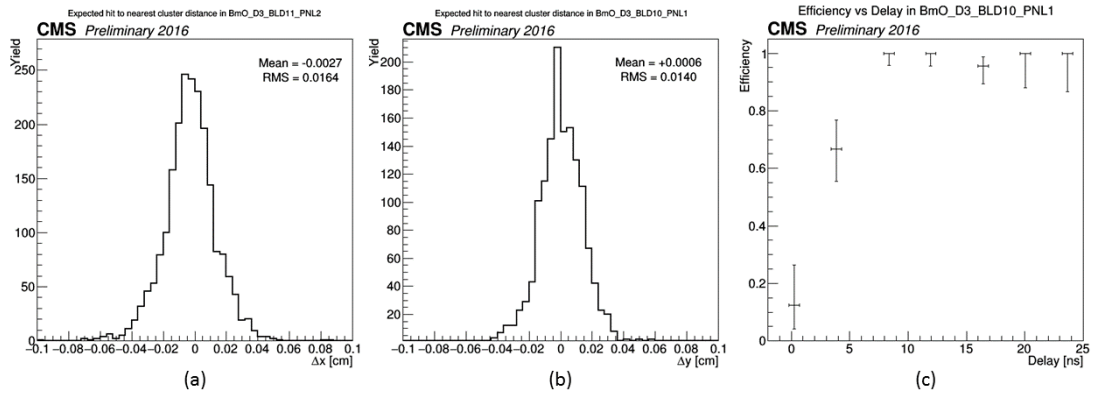 Expected hit to nearest cluster distance in BmO_D3_BLD11_PNL2
CMS Preliminary 2016
Yield
Mean = -0.0027
RMS = 0.0164
250
200
150
100
50
0
−0.1 −0.08 −0.06 −0.04 −0.02 0 0.02 0.04 0.06 0.08 0.1
Δx [cm]
(a)
Expected hit to nearest cluster distance in BmO_D3_BLD10_PNL1
CMS Preliminary 2016
Yield
Mean = +0.0006
RMS = 0.0140
200
180
160
140
120
100
80
60
40
20
−0.1 −0.08 −0.06 −0.04 −0.02 0 0.02 0.04 0.06 0.08 0.1
Δy [cm]
(b)
Efficiency vs Delay in BmO_D3_BLD10_PNL1
CMS Preliminary 2016
Efficiency
1
0.8
0.6
0.4
0.2
0
0 5 10 15 20 25
Delay [ns]
(c)